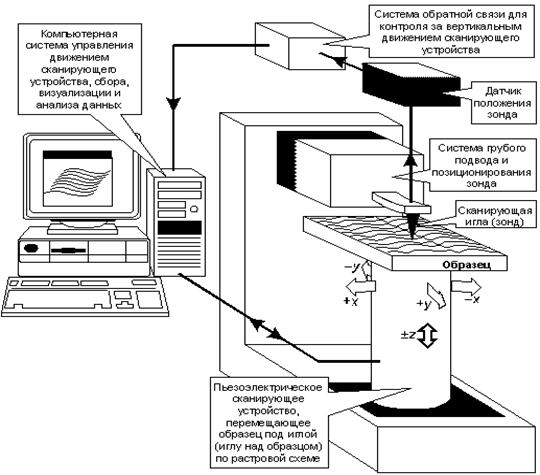 Система обратной связи для
контроля за вертикальным
движением сканирующего
устройства
Компьютерная
система управления
движением
сканирующего
устройства, сбора,
визуализации и
анализа данных
Датчик
положения
зонда
Система грубого
подвода и
позиционирования
зонда
Сканирующая
игла (зонд)
Образец
–y
+x
+y
–x
±z
Пьезоэлектрическое
сканирующее
устройство,
перемещающее
образец под иглой
(иглу над образцом)
по растровой схеме